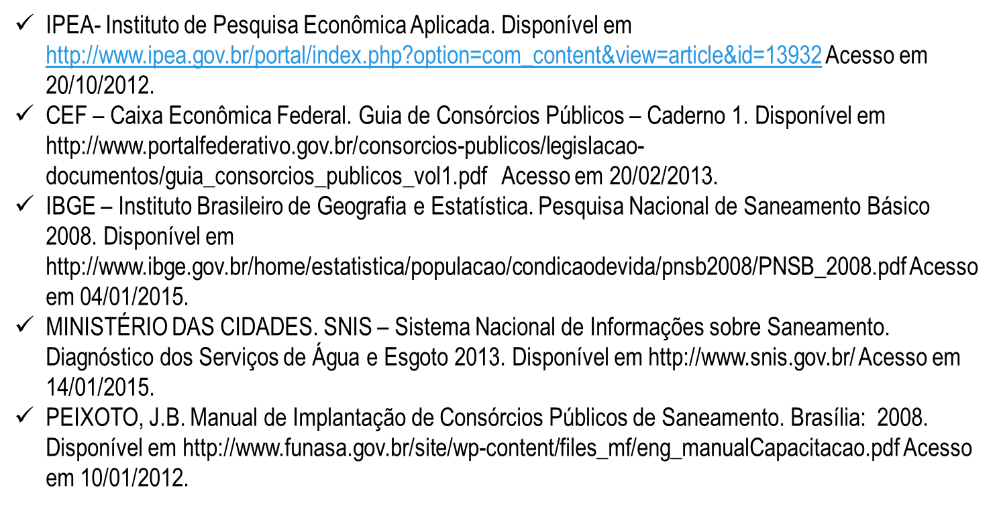 ✓ IPEA- Instituto de Pesquisa Econômica Aplicada. Disponível em
http://www.ipea.gov.br/portal/index.php?option=com_content&view=article&id=13932 Acesso em
20/10/2012.
✓ CEF – Caixa Econômica Federal. Guia de Consórcios Públicos – Caderno 1. Disponível em
http://www.portalfederativo.gov.br/consorcios-publicos/legislacao-
documentos/guia_consorcios_publicos_vol1.pdf Acesso em 20/02/2013.
✓ IBGE – Instituto Brasileiro de Geografia e Estatística. Pesquisa Nacional de Saneamento Básico
2008. Disponível em
http://www.ibge.gov.br/home/estatistica/populacao/condicaodevida/pnsb2008/PNSB_2008.pdf Acesso
em 04/01/2015.
✓ MINISTÉRIO DAS CIDADES. SNIS – Sistema Nacional de Informações sobre Saneamento.
Diagnóstico dos Serviços de Água e Esgoto 2013. Disponível em http://www.snis.gov.br/ Acesso em
14/01/2015.
✓ PEIXOTO, J.B. Manual de Implantação de Consórcios Públicos de Saneamento. Brasília: 2008.
Disponível em http://www.funasa.gov.br/site/wp-content/files_mf/eng_manualCapacitacao.pdf Acesso
em 10/01/2012.